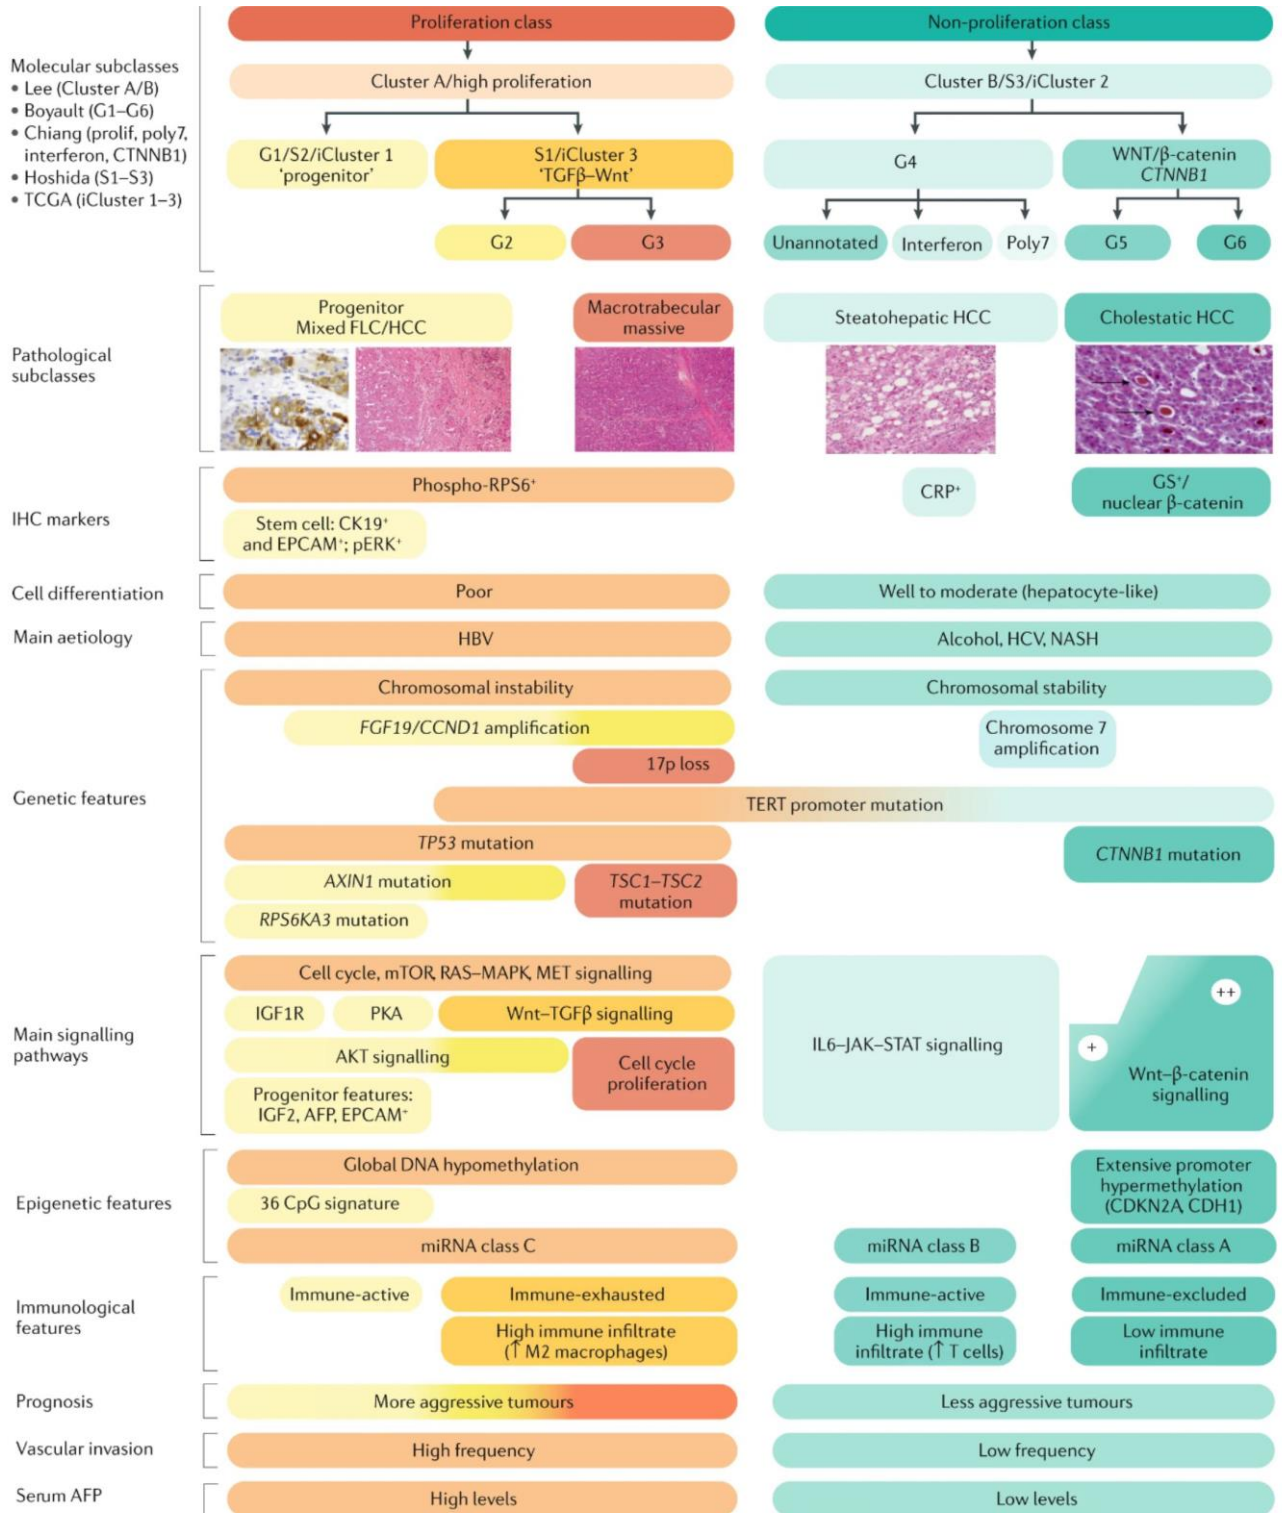 Proliferation class
Non-proliferation class
Molecular subclasses
• Lee (Cluster A/B)
• Boyault (G1–G6)
• Chiang (prolif, poly7,
interferon, CTNNB1)
• Hoshida (S1–S3)
• TCGA (iCluster 1–3)
Cluster A/high proliferation
Cluster B/S3/iCluster 2
G1/S2/iCluster 1
'progenitor'
S1/iCluster 3
'TGFβ–Wnt'
G4
WNT/β-catenin
CTNNB1
G2
G3
Unannotated
Interferon
Poly7
G5
G6
Pathological
subclasses
Progenitor
Mixed FLC/HCC
Macrotrabecular
massive
Steatohepatic HCC
Cholestatic HCC
IHC markers
Phospho-RPS6⁺
Stem cell: CK19⁺
and EPCAM⁺; pERK⁺
CRP⁺
GS⁺/
nuclear β-catenin
Cell differentiation
Poor
Well to moderate (hepatocyte-like)
Main aetiology
HBV
Alcohol, HCV, NASH
Genetic features
Chromosomal instability
Chromosomal stability
FGF19/CCND1 amplification
Chromosome 7
amplification
17p loss
TERT promoter mutation
TP53 mutation
CTNNB1 mutation
AXIN1 mutation
TSC1–TSC2
mutation
RPS6KA3 mutation
Main signalling
pathways
Cell cycle, mTOR, RAS–MAPK, MET signalling
IGF1R
PKA
Wnt–TGFβ signalling
AKT signalling
Cell cycle
proliferation
Progenitor features:
IGF2, AFP, EPCAM⁺
IL6–JAK–STAT signalling
++
+
Wnt–β-catenin
signalling
Epigenetic features
Global DNA hypomethylation
36 CpG signature
miRNA class C
miRNA class B
Extensive promoter
hypermethylation
(CDKN2A, CDH1)
miRNA class A
Immunological
features
Immune-active
Immune-exhausted
Immune-active
Immune-excluded
High immune infiltrate
(↑ M2 macrophages)
High immune
infiltrate (↑ T cells)
Low immune
infiltrate
Prognosis
More aggressive tumours
Less aggressive tumours
Vascular invasion
High frequency
Low frequency
Serum AFP
High levels
Low levels